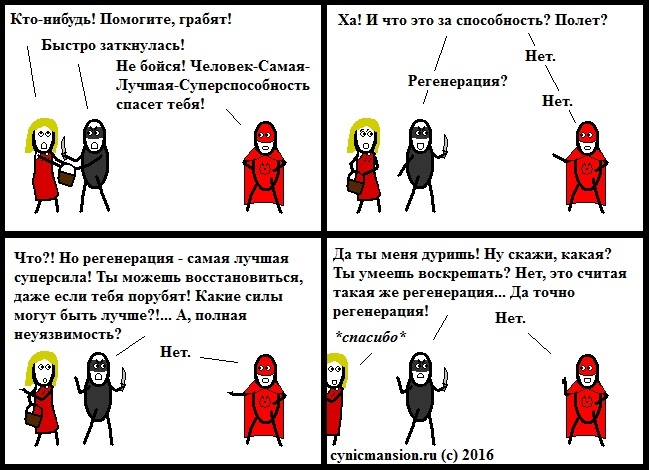 Кто-нибудь! Помогите, грабят!
Быстро заткнулась!
Не бойся! Человек-Самая-
Лучшая-Суперспособность
спасет тебя!
Ха! И что это за способность? Полет?
Нет.
Регенерация?
Нет.
Что?! Но регенерация - самая лучшая
суперсила! Ты можешь восстановиться,
даже если тебя порубят! Какие силы
могут быть лучше?!... А, полная
неуязвимость?
Нет.
Да ты меня дуришь! Ну скажи, какая?
Ты умеешь воскрешать? Нет, это считая
такая же регенерация... Да точно
регенерация!
Нет.
*спасибо*
cynicmansion.ru (c) 2016